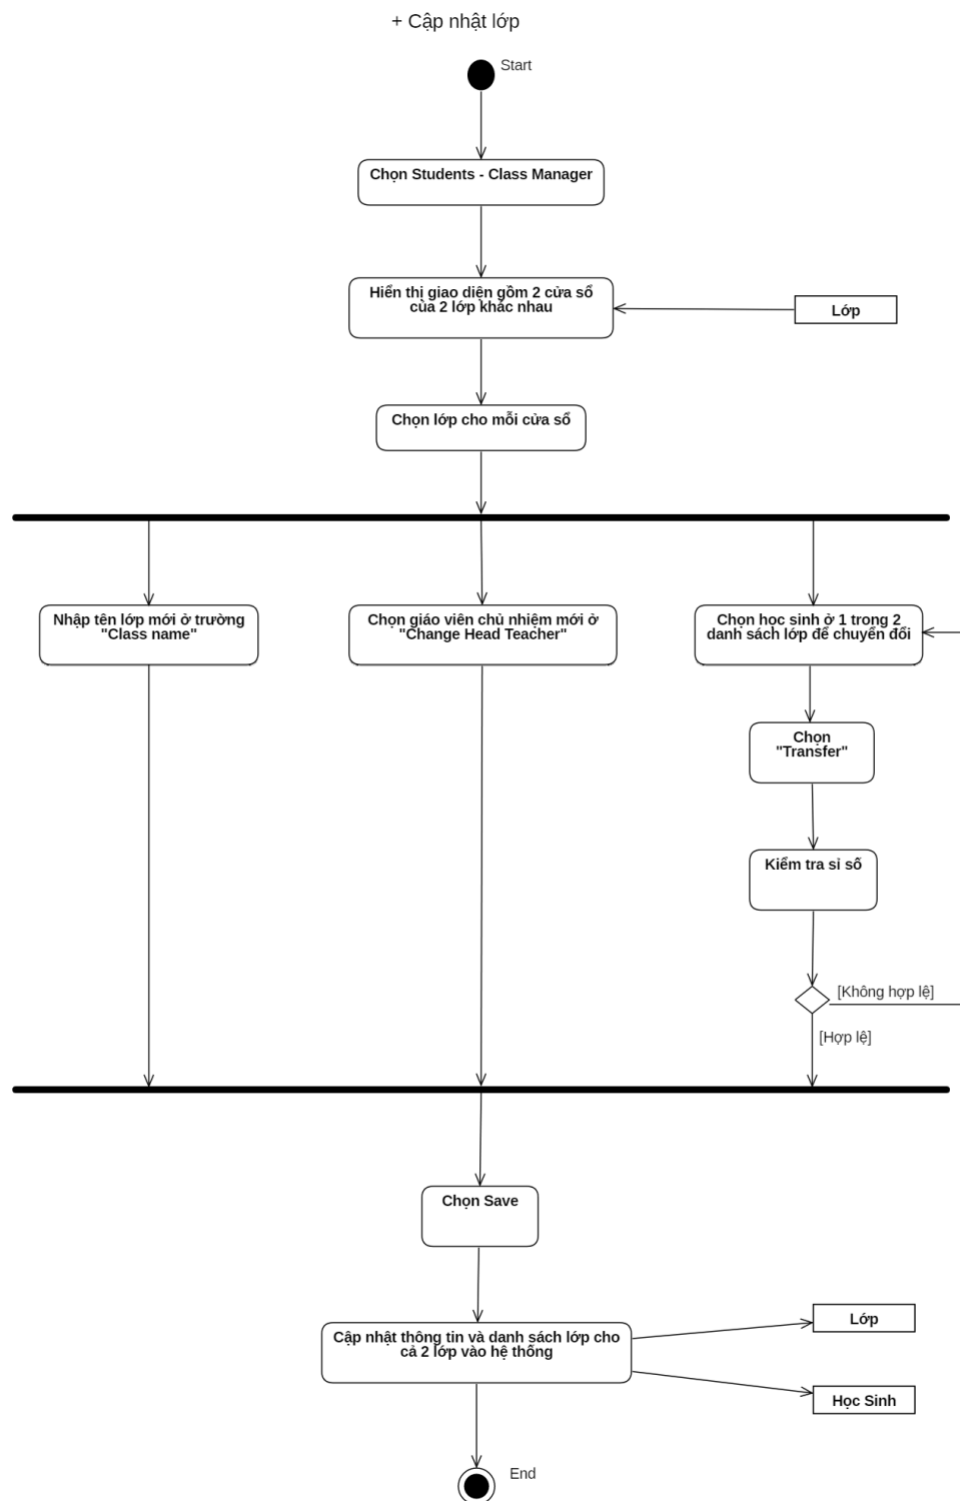 + Cập nhật lớp
Start
Chọn Students - Class Manager
Hiển thị giao diện gồm 2 cửa sổ
của 2 lớp khác nhau
Lớp
Chọn lớp cho mỗi cửa sổ
Nhập tên lớp mới ở trường
"Class name"
Chọn giáo viên chủ nhiệm mới ở
"Change Head Teacher"
Chọn học sinh ở 1 trong 2
danh sách lớp để chuyển đổi
Chọn
"Transfer"
Kiểm tra sỉ số
[Không hợp lệ]
[Hợp lệ]
Chọn Save
Cập nhật thông tin và danh sách lớp cho
cả 2 lớp vào hệ thống
Lớp
Học Sinh
End